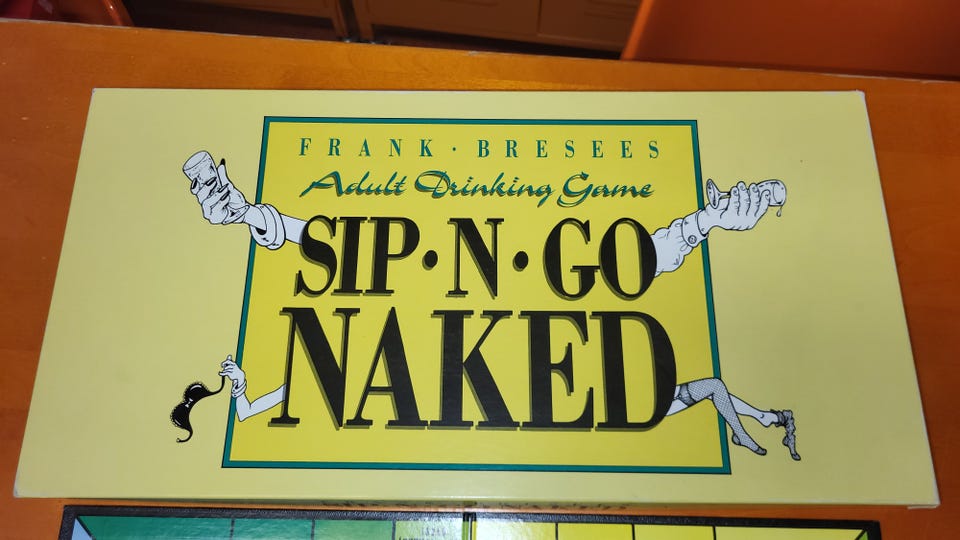 FRANK · BRESEES
Adult Drinking Game
SIP·N·GO
NAKED